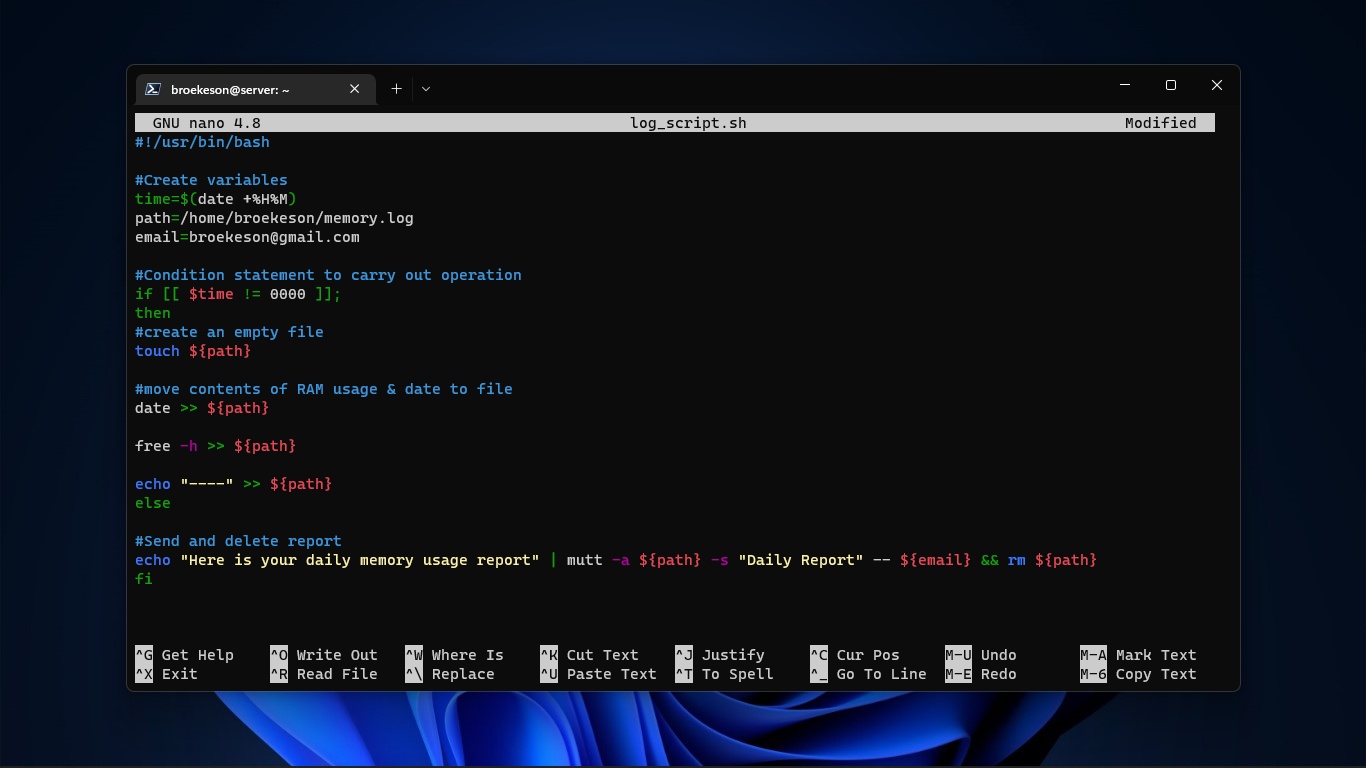 broekeson@server: ~
GNU nano 4.8 log_script.sh Modified
#!/usr/bin/bash
#Create variables
time=$(date +%H%M)
path=/home/broekeson/memory.log
email=broekeson@gmail.com
#Condition statement to carry out operation
if [[ $time != 0000 ]];
then
#create an empty file
touch ${path}
#move contents of RAM usage & date to file
date >> ${path}
free -h >> ${path}
echo "----" >> ${path}
else
#Send and delete report
echo "Here is your daily memory usage report" | mutt -a ${path} -s "Daily Report" -- ${email} && rm ${path}
fi
^G Get Help ^O Write Out ^W Where Is ^K Cut Text ^J Justify ^C Cur Pos M-U Undo M-A Mark Text
^X Exit ^R Read File ^\ Replace ^U Paste Text ^T To Spell ^_ Go To Line M-E Redo M-6 Copy Text